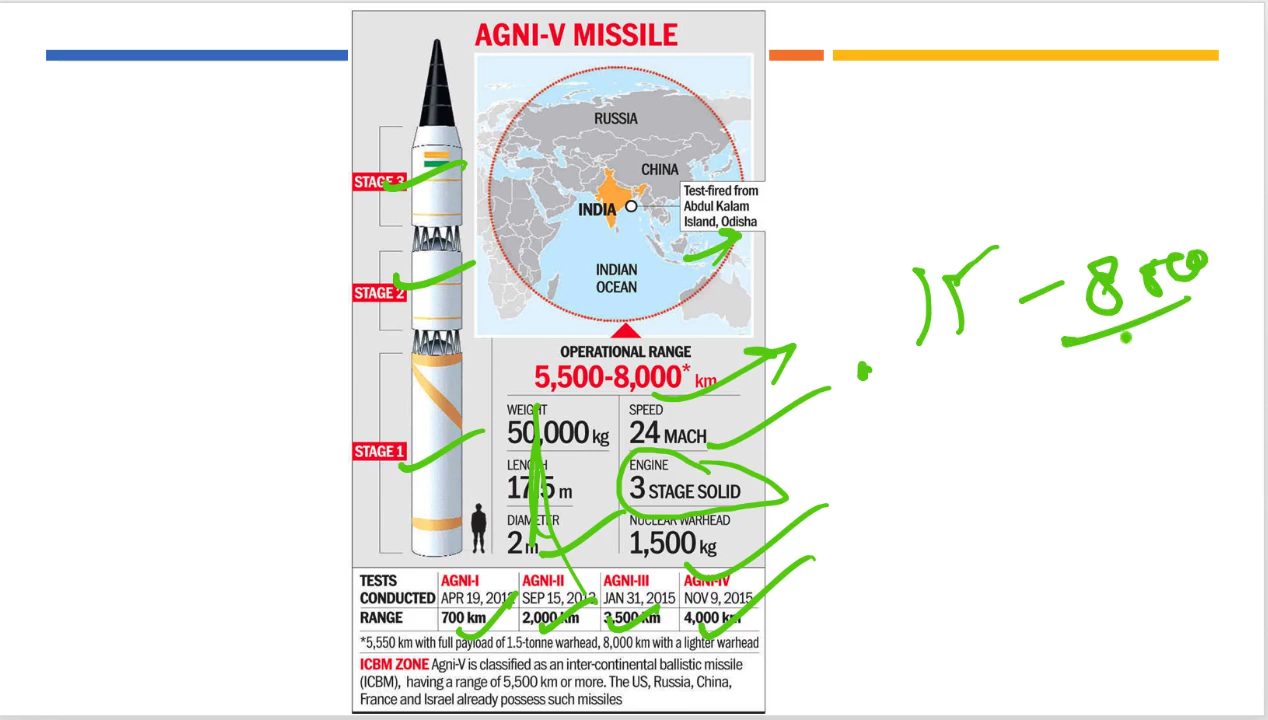 AGNI-V MISSILE
RUSSIA
CHINA
INDIA
Test-fired from
Abdul Kalam
Island, Odisha
INDIAN
OCEAN
STAGE 3
STAGE 2
STAGE 1
OPERATIONAL RANGE
5,500-8,000* km
WEIGHT
50,000 kg
SPEED
24 MACH
LENGTH
17.5 m
ENGINE
3 STAGE SOLID
DIAMETER
2 m
NUCLEAR WARHEAD
1,500 kg
TESTS CONDUCTED
AGNI-I APR 19, 2012
AGNI-II SEP 15, 2013
AGNI-III JAN 31, 2015
AGNI-IV NOV 9, 2015
RANGE 700 km 2,000 km 3,500 km 4,000 km
*5,550 km with full payload of 1.5-tonne warhead, 8,000 km with a lighter warhead
ICBM ZONE Agni-V is classified as an inter-continental ballistic missile
(ICBM), having a range of 5,500 km or more. The US, Russia, China,
France and Israel already possess such missiles